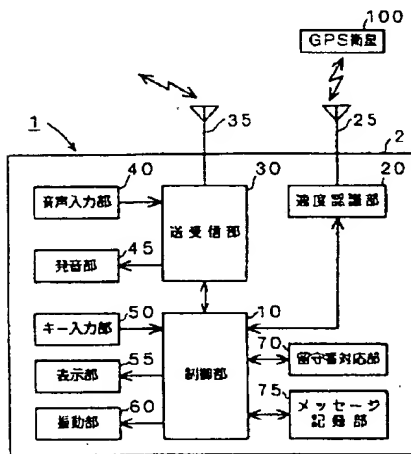 100
GPS衛星
1
35
25
2
40
30
20
音声入力部
送受信部
速度認識部
45
発音部
50
10
キー入力部
制御部
70
留守番対応部
55
表示部
75
メッセージ
記録部
60
振動部